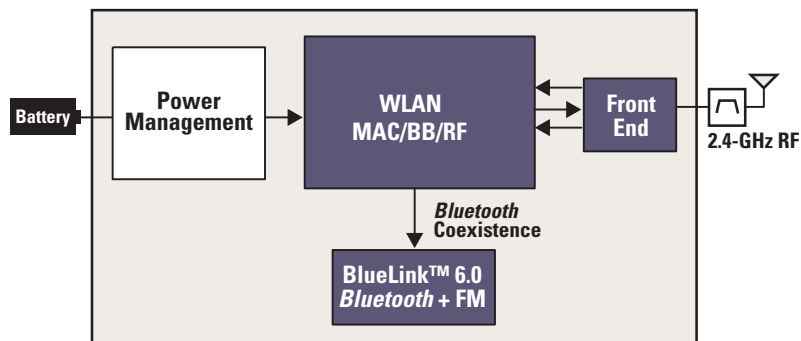 Battery
Power
Management
WLAN
MAC/BB/RF
Front
End
2.4-GHz RF
Bluetooth
Coexistence
BlueLink™ 6.0
Bluetooth + FM